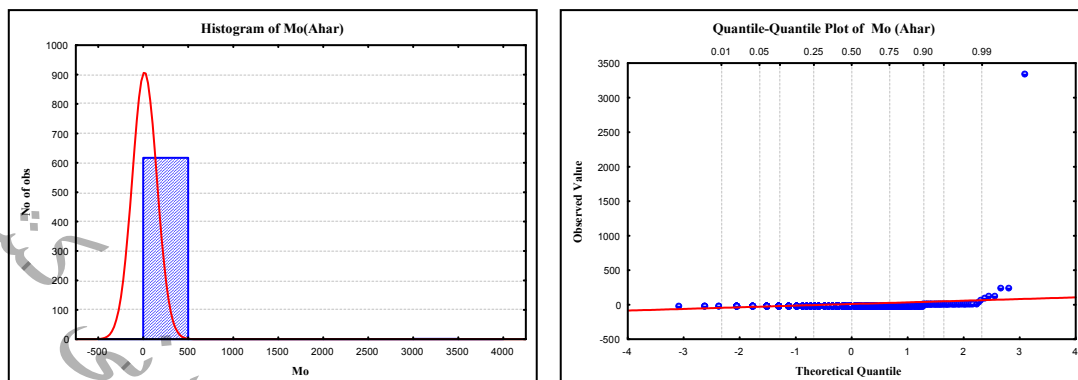 Histogram of Mo(Ahar)
1000
900
800
700
600
500
400
300
200
100
0
No of obs
-500 0 500 1000 1500 2000 2500 3000 3500 4000
Mo
Quantile-Quantile Plot of Mo (Ahar)
0.01 0.05 0.25 0.50 0.75 0.90 0.99
3500
3000
2500
2000
1500
1000
500
0
-500
Observed Value
-4 -3 -2 -1 0 1 2 3 4
Theoretical Quantile